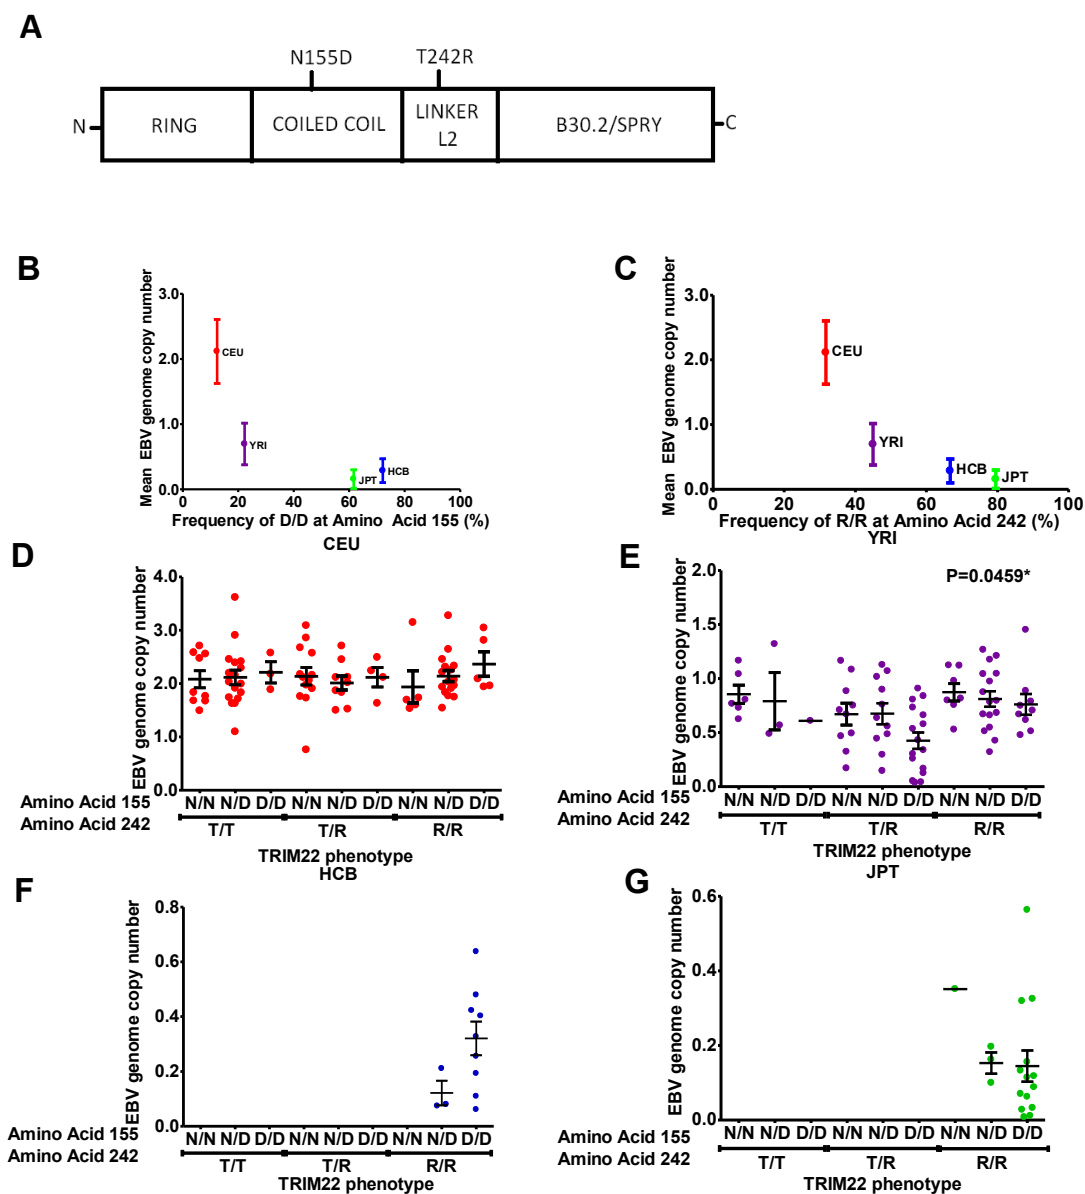 A
N155D T242R
N RING COILED COIL LINKER L2 B30.2/SPRY C
B
Mean EBV genome copy number
3.0
2.0
1.0
0.0
CEU
YRI
JPT
HCB
0 20 40 60 80 100
Frequency of D/D at Amino Acid 155 (%)
C
Mean EBV genome copy number
3.0
2.0
1.0
0.0
CEU
YRI
HCB
JPT
0 20 40 60 80 100
Frequency of R/R at Amino Acid 242 (%)
D
CEU
EBV genome copy number
4.0
3.0
2.0
1.0
0.0
Amino Acid 155 N/N N/D D/D N/N N/D D/D N/N N/D D/D
Amino Acid 242 T/T T/R R/R
TRIM22 phenotype
E
YRI
P=0.0459*
EBV genome copy number
2.0
1.5
1.0
0.5
0.0
Amino Acid 155 N/N N/D D/D N/N N/D D/D N/N N/D D/D
Amino Acid 242 T/T T/R R/R
TRIM22 phenotype
F
HCB
EBV genome copy number
0.8
0.6
0.4
0.2
0.0
Amino Acid 155 N/N N/D D/D N/N N/D D/D N/N N/D D/D
Amino Acid 242 T/T T/R R/R
TRIM22 phenotype
G
JPT
EBV genome copy number
0.6
0.4
0.2
0.0
Amino Acid 155 N/N N/D D/D N/N N/D D/D N/N N/D D/D
Amino Acid 242 T/T T/R R/R
TRIM22 phenotype